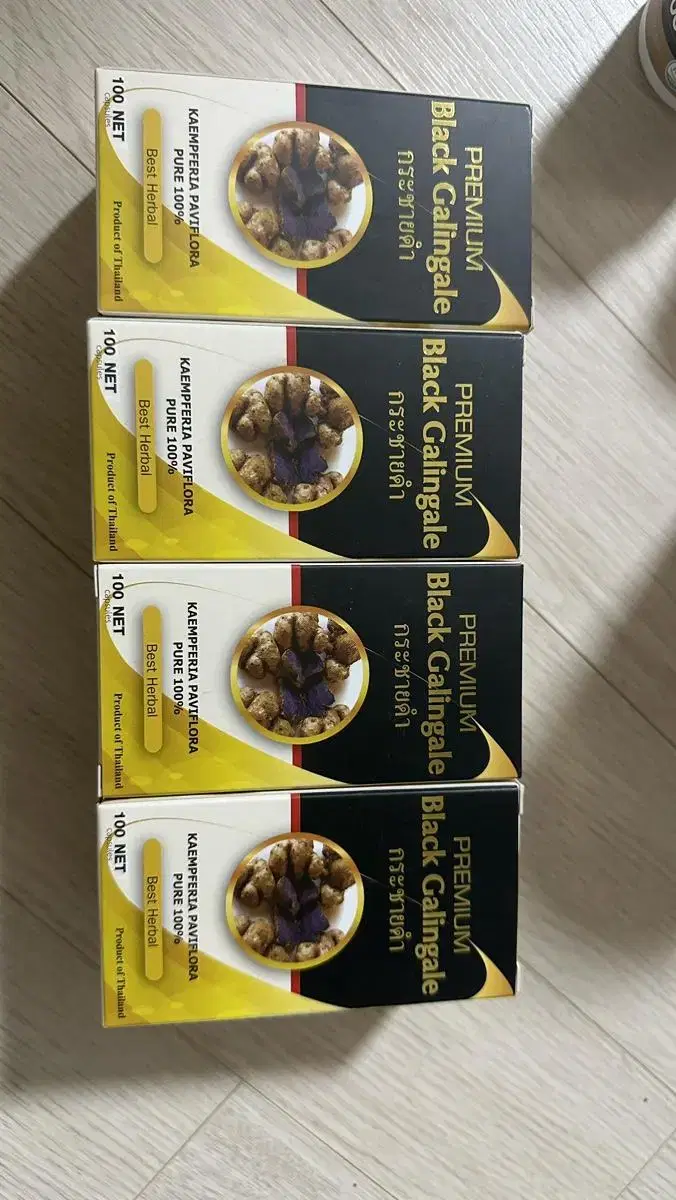 PREMIUM
Black Galingale
กระชายดำ
KAEMPFERIA PAVIFLORA
PURE 100%
Best Herbal
100 NET
capsules
Product of Thailand
PREMIUM
Black Galingale
กระชายดำ
KAEMPFERIA PAVIFLORA
PURE 100%
Best Herbal
100 NET
capsules
Product of Thailand
PREMIUM
Black Galingale
กระชายดำ
KAEMPFERIA PAVIFLORA
PURE 100%
Best Herbal
100 NET
capsules
Product of Thailand
PREMIUM
Black Galingale
กระชายดำ
KAEMPFERIA PAVIFLORA
PURE 100%
Best Herbal
100 NET
capsules
Product of Thailand